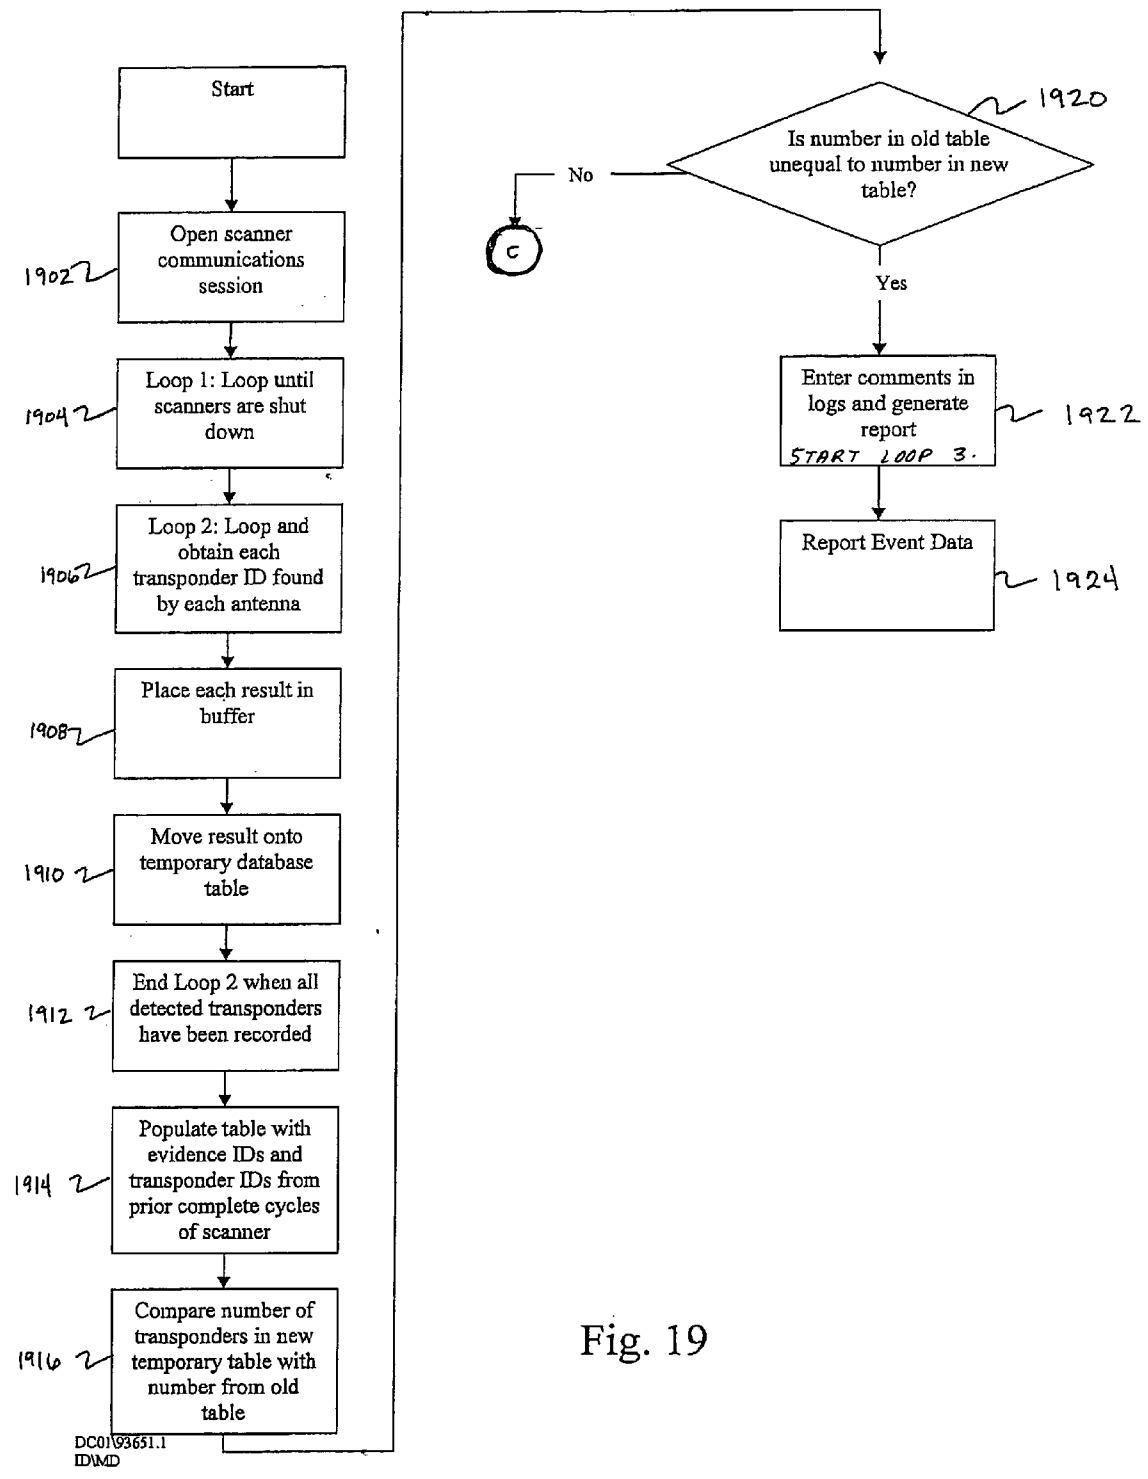 Start
1902
Open scanner
communications
session
1904
Loop 1: Loop until
scanners are shut
down
1906
Loop 2: Loop and
obtain each
transponder ID found
by each antenna
1908
Place each result in
buffer
1910
Move result onto
temporary database
table
1912
End Loop 2 when all
detected transponders
have been recorded
1914
Populate table with
evidence IDs and
transponder IDs from
prior complete cycles
of scanner
1916
Compare number of
transponders in new
temporary table with
number from old
table
DC01\93651.1
ID\MD
1920
Is number in old table
unequal to number in new
table?
No
C
Yes
Enter comments in
logs and generate
report
START LOOP 3.
1922
Report Event Data
1924
Fig. 19